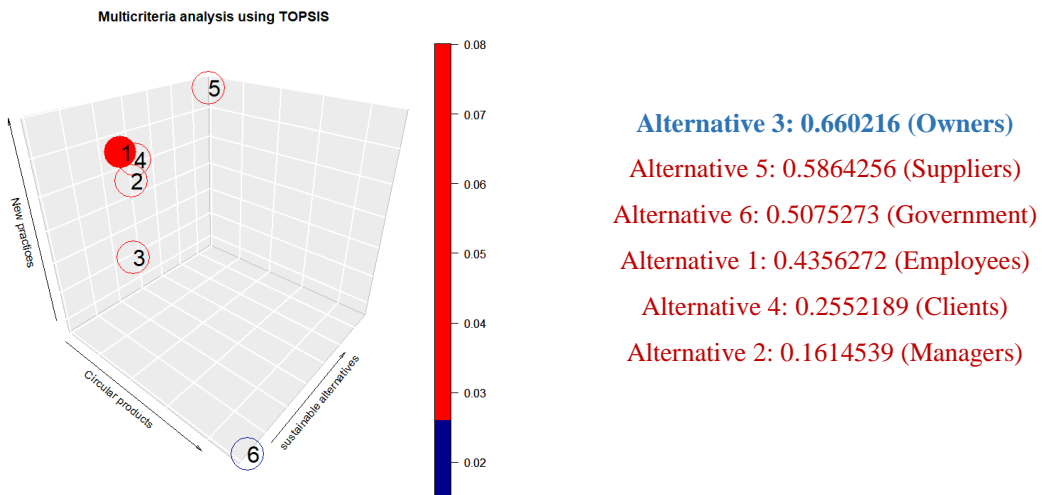 Multicriteria analysis using TOPSIS
5
1
4
2
3
6
New practices
Circular products
sustainable alternatives
0.08
0.07
0.06
0.05
0.04
0.03
0.02
Alternative 3: 0.660216 (Owners)
Alternative 5: 0.5864256 (Suppliers)
Alternative 6: 0.5075273 (Government)
Alternative 1: 0.4356272 (Employees)
Alternative 4: 0.2552189 (Clients)
Alternative 2: 0.1614539 (Managers)